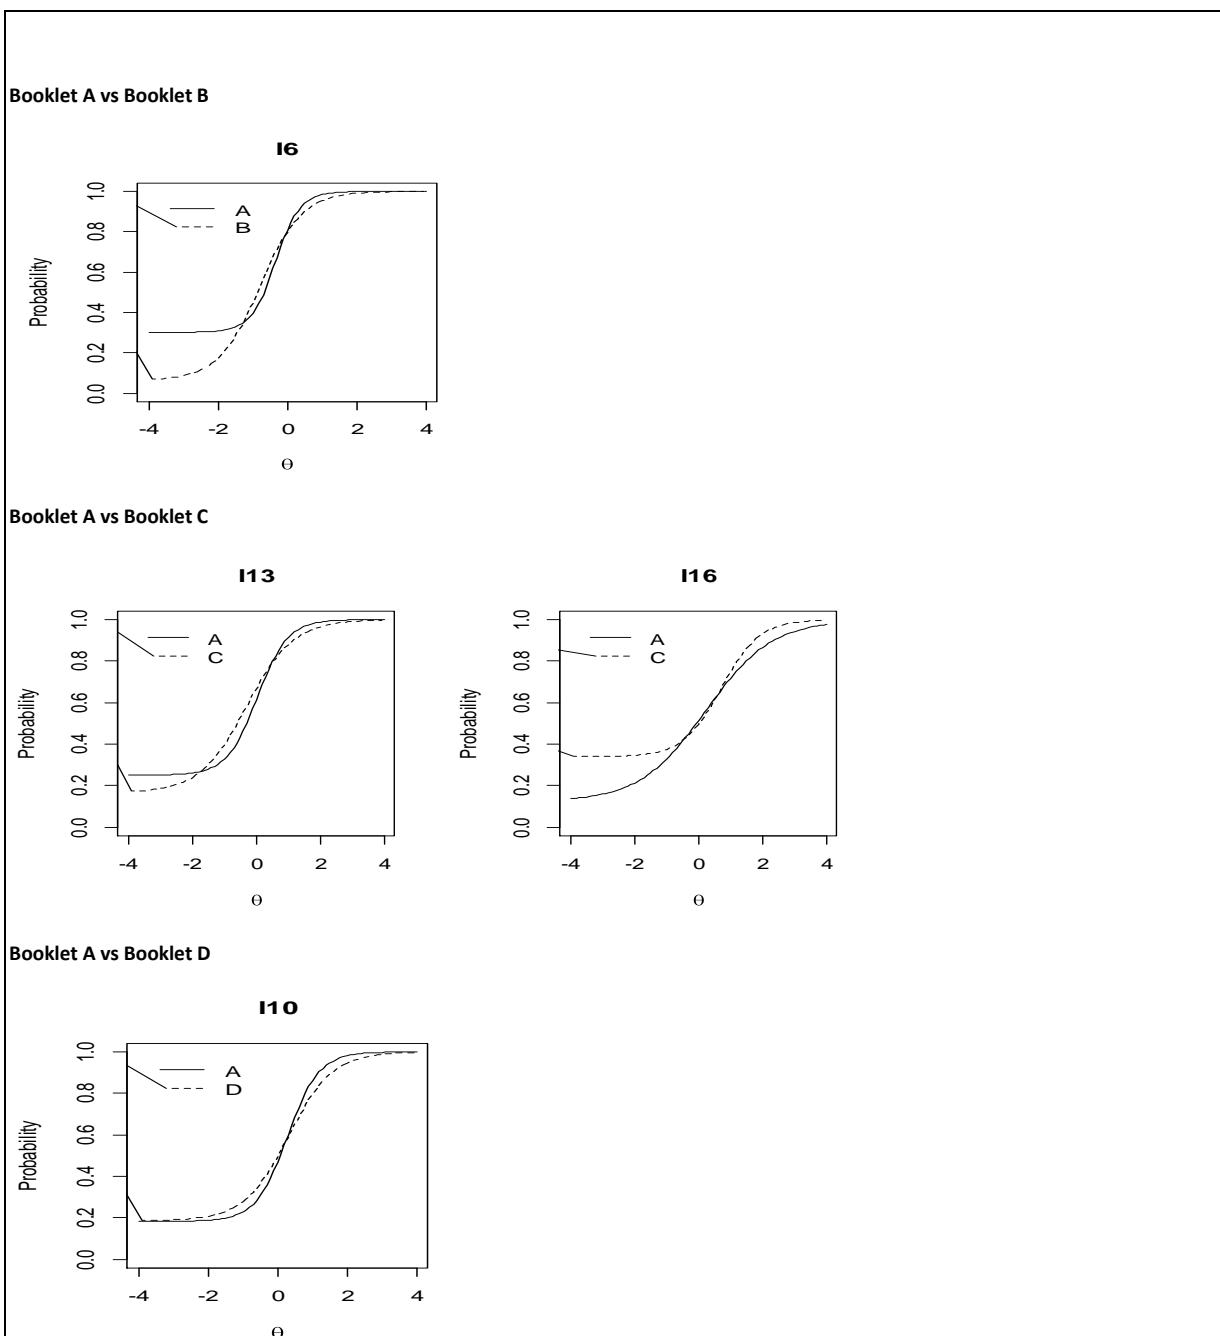 Booklet A vs Booklet B
I6
Probability
0.0 0.2 0.4 0.6 0.8 1.0
A
B
-4 -2 0 2 4
Θ
Booklet A vs Booklet C
I13
Probability
0.0 0.2 0.4 0.6 0.8 1.0
A
C
-4 -2 0 2 4
Θ
I16
Probability
0.0 0.2 0.4 0.6 0.8 1.0
A
C
-4 -2 0 2 4
Θ
Booklet A vs Booklet D
I10
Probability
0.0 0.2 0.4 0.6 0.8 1.0
A
D
-4 -2 0 2 4
Θ